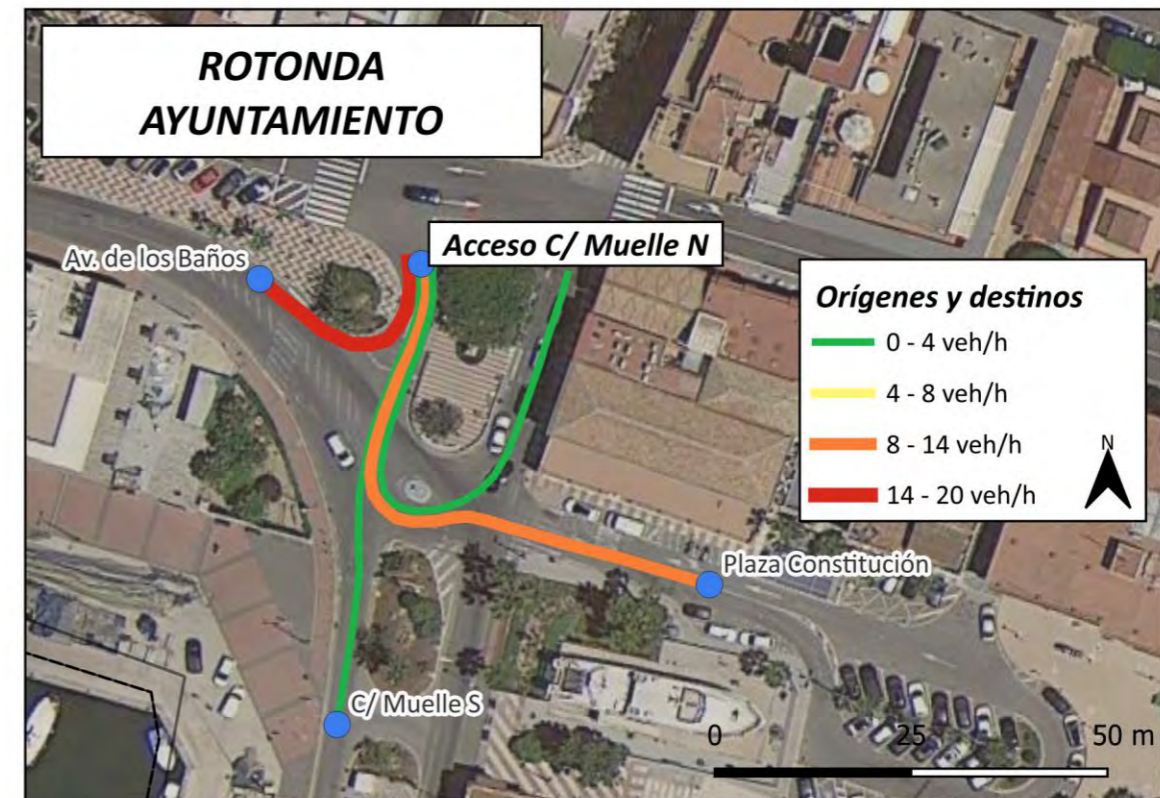 ROTONDA
AYUNTAMIENTO
Av. de los Baños
Acceso C/ Muelle N
Orígenes y destinos
0 - 4 veh/h
4 - 8 veh/h
8 - 14 veh/h
14 - 20 veh/h
N
Plaza Constitución
C/ Muelle S
0 25 50 m